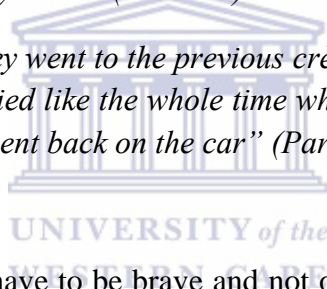 ey went to the previous cre
ied like the whole time wh
ent back on the car” (Par
UNIVERSITY of the
have to be brave and not c